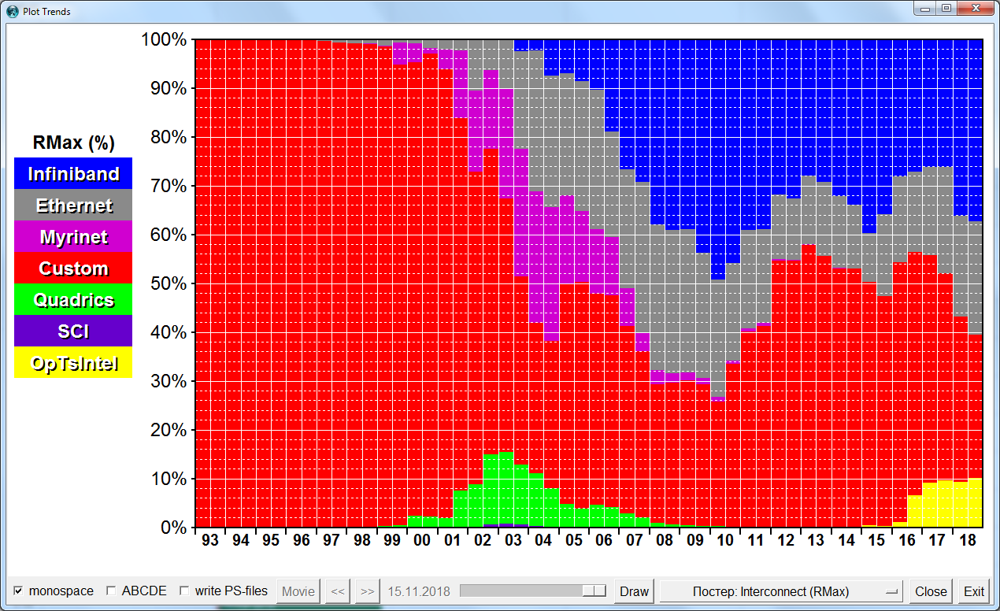 Plot Trends
100%
90%
80%
70%
60%
50%
40%
30%
20%
10%
0%
RMax (%)
Infiniband
Ethernet
Myrinet
Custom
Quadrics
SCI
OpTsIntel
93 94 95 96 97 98 99 00 01 02 03 04 05 06 07 08 09 10 11 12 13 14 15 16 17 18
monospace ABCDE write PS-files Movie << >> 15.11.2018 Draw Постер: Interconnect (RMax) Close Exit